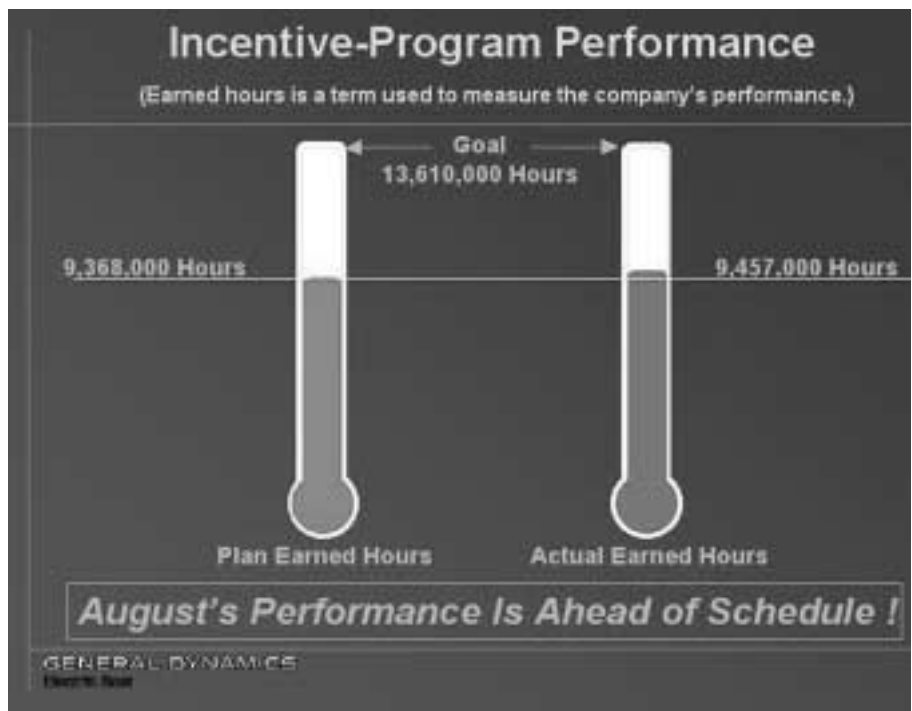 Incentive-Program Performance
(Earned hours is a term used to measure the company's performance.)
Goal
13,610,000 Hours
9,368,000 Hours
9,457,000 Hours
Plan Earned Hours
Actual Earned Hours
August's Performance Is Ahead of Schedule !
GENERAL DYNAMICS
Electric Boat